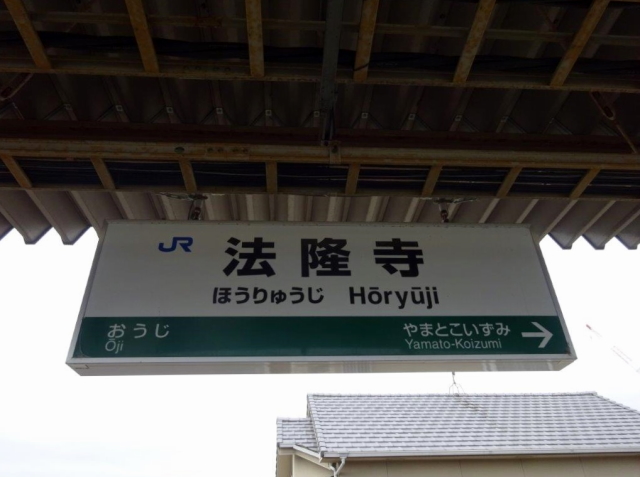 JR 法隆寺
ほうりゅうじ Hōryūji
おうじ やまとこいずみ
Ōji Yamato-Koizumi